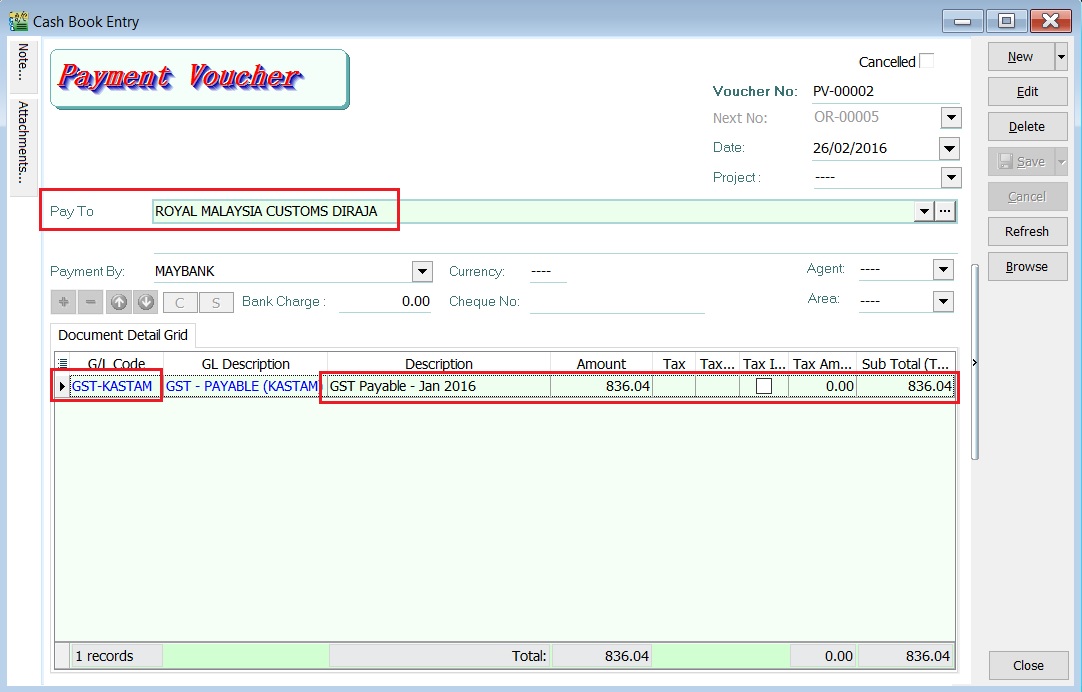 Cash Book Entry
Note...
Attachments...
Payment Voucher
Cancelled
Voucher No: PV-00002
Next No: OR-00005
Date: 26/02/2016
Project : ----
Pay To ROYAL MALAYSIA CUSTOMS DIRAJA
Payment By: MAYBANK Currency: ---- Agent: ----
C S Bank Charge : 0.00 Cheque No: Area: ----
Document Detail Grid
G/L Code GL Description Description Amount Tax Tax... Tax I... Tax Am... Sub Total (T...
GST-KASTAM GST - PAYABLE (KASTAM) GST Payable - Jan 2016 836.04 0.00 836.04
1 records Total: 836.04 0.00 836.04
New
Edit
Delete
Save
Cancel
Refresh
Browse
Close